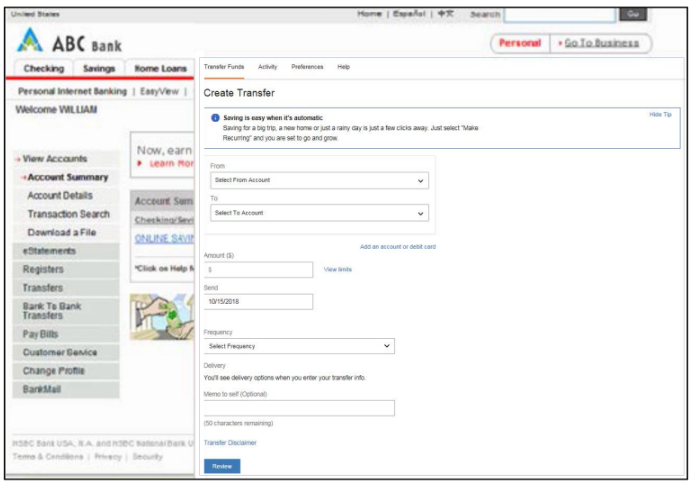 United States
Home | Español | 中文 Search Go
ABC Bank
Personal Go To Business
Checking Savings Home Loans
Personal Internet Banking | EasyView |
Welcome WILLIAM
Now, earn
Learn Mor
View Accounts
Account Summary
Account Details
Transaction Search
Download a File
eStatements
Registers
Transfers
Bank To Bank
Transfers
Pay Bills
Customer Service
Change Profile
BankMail
Account Sum
Checking/Savi
ONLINE SAVIN
*Click on Help
HSBC Bank USA, N.A. and HSBC National Bank U
Terms & Conditions | Privacy | Security
Transfer Funds Activity Preferences Help
Create Transfer
Saving is easy when it's automatic
Hide Tip
Saving for a big trip, a new home or just a rainy day is just a few clicks away. Just select "Make
Recurring" and you are set to go and grow.
From
Select From Account
To
Select To Account
Add an account or debit card
Amount ($)
$ View limits
Send
10/15/2018
Frequency
Select Frequency
Delivery
You'll see delivery options when you enter your transfer info.
Memo to self (Optional)
(50 characters remaining)
Transfer Disclaimer
Review